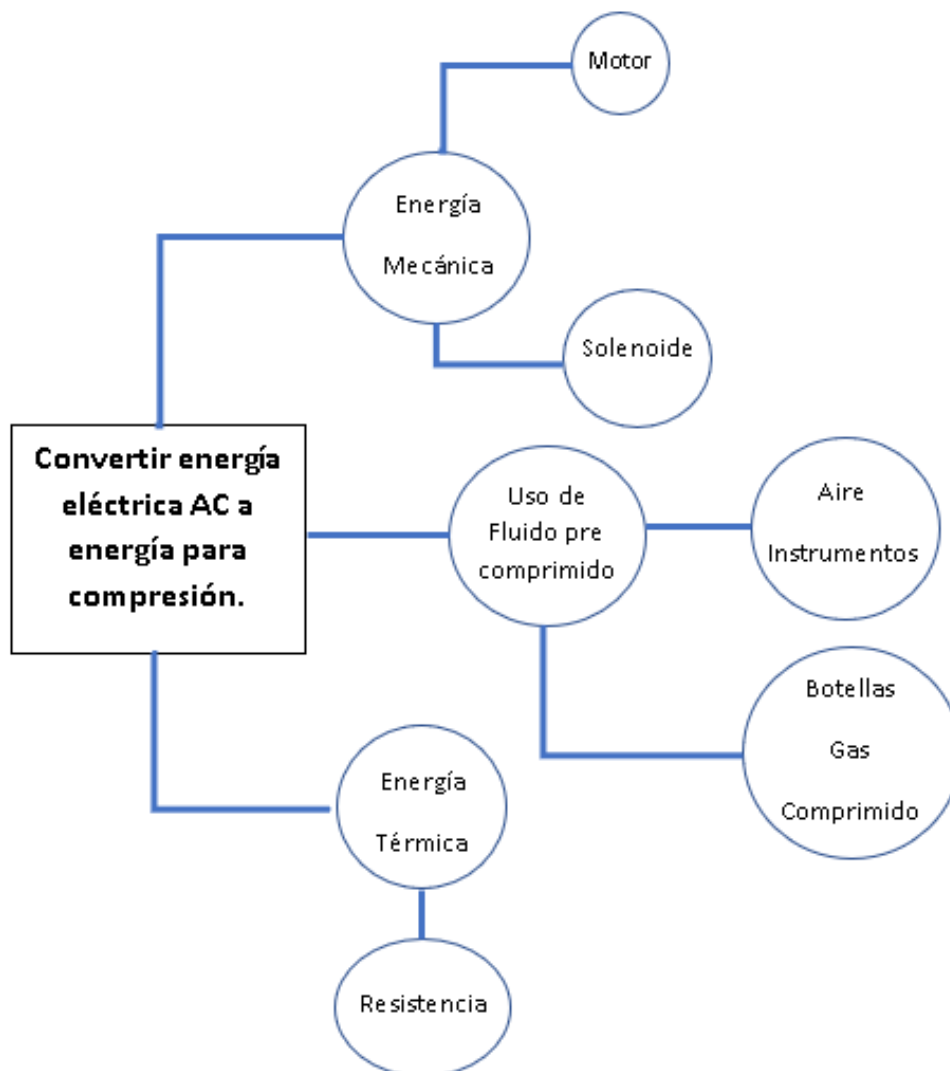 Motor
Energía
Mecánica
Solenoide
Convertir energía
eléctrica AC a
energía para
compresión.
Uso de
Fluido pre
comprimido
Aire
Instrumentos
Botellas
Gas
Comprimido
Energía
Térmica
Resistencia